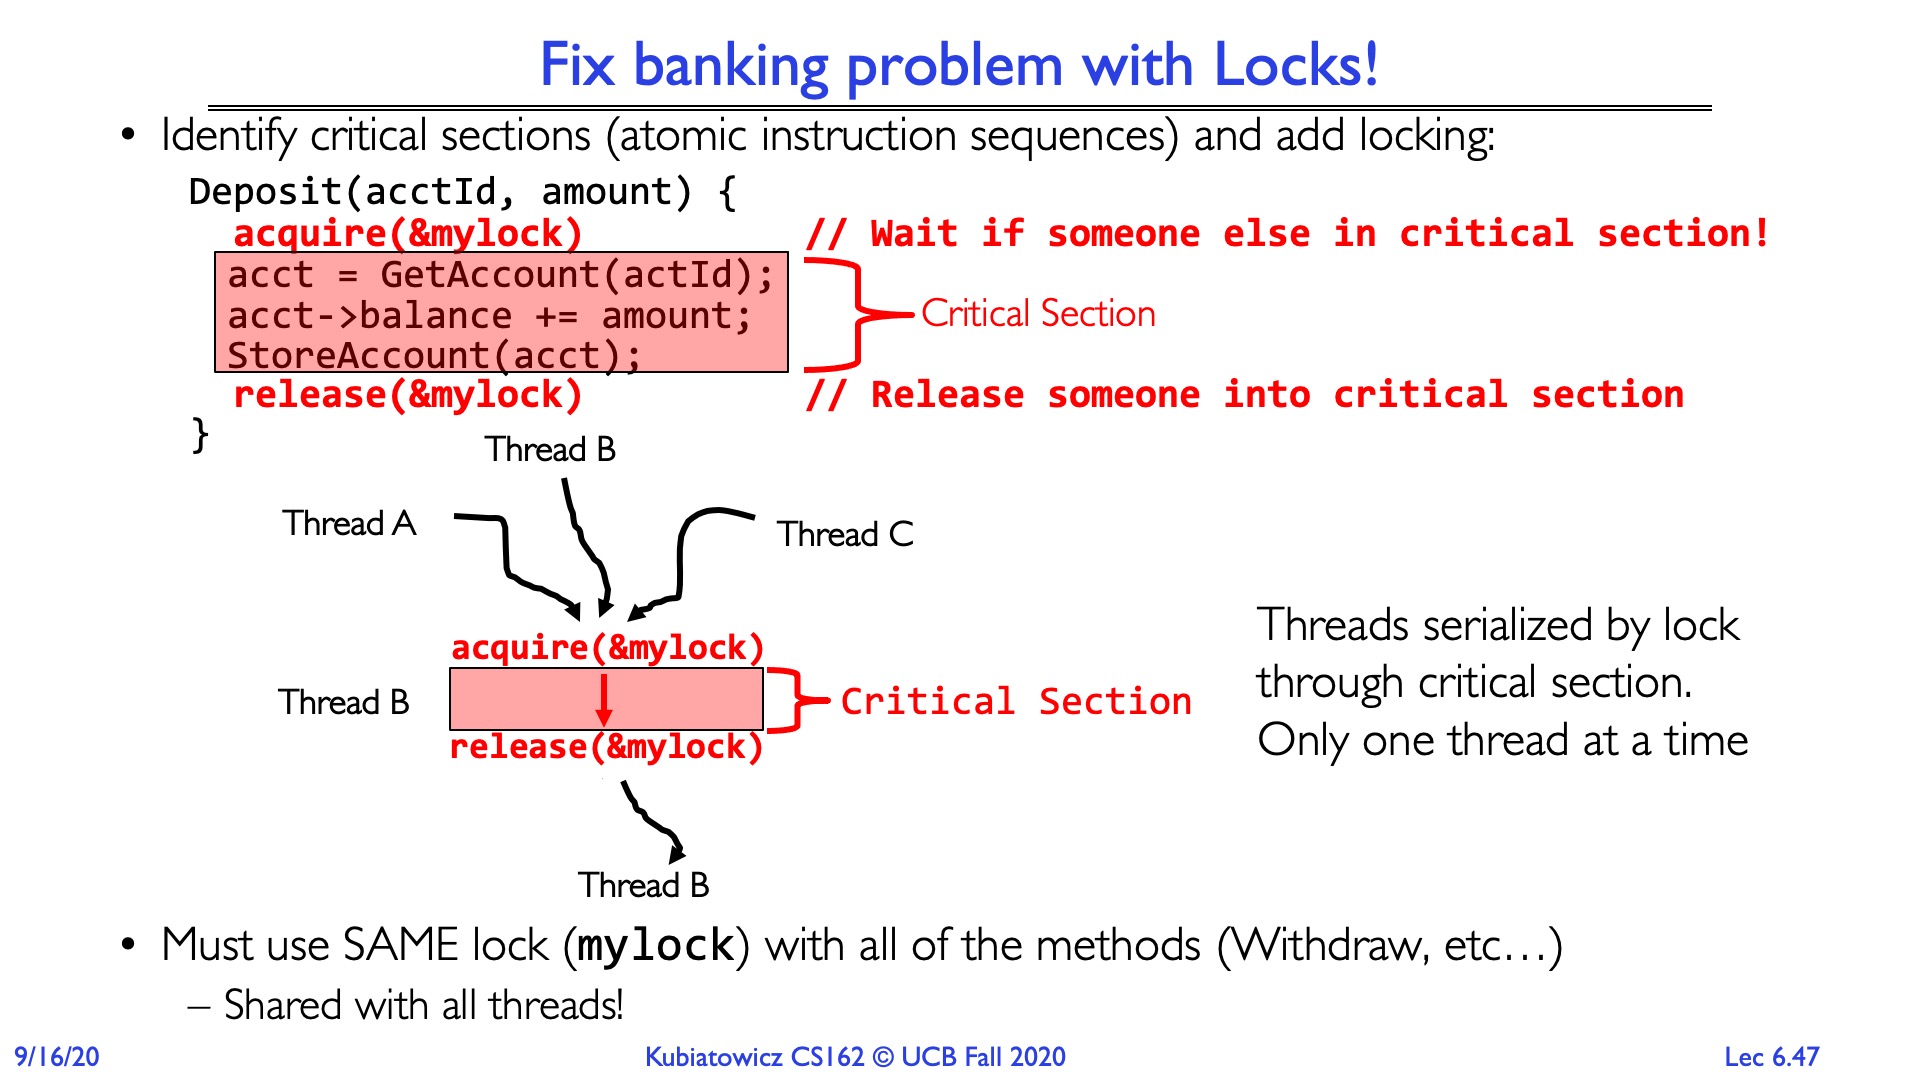 Fix banking problem with Locks!
• Identify critical sections (atomic instruction sequences) and add locking:
Deposit(acctId, amount) {
acquire(&mylock) // Wait if someone else in critical section!
acct = GetAccount(actId);
acct->balance += amount;
StoreAccount(acct);
Critical Section
release(&mylock) // Release someone into critical section
}
Thread B
Thread A
Thread C
acquire(&mylock)
Thread B
Critical Section
release(&mylock)
Thread B
Threads serialized by lock
through critical section.
Only one thread at a time
• Must use SAME lock (mylock) with all of the methods (Withdraw, etc…)
– Shared with all threads!
9/16/20
Kubiatowicz CS162 © UCB Fall 2020
Lec 6.47